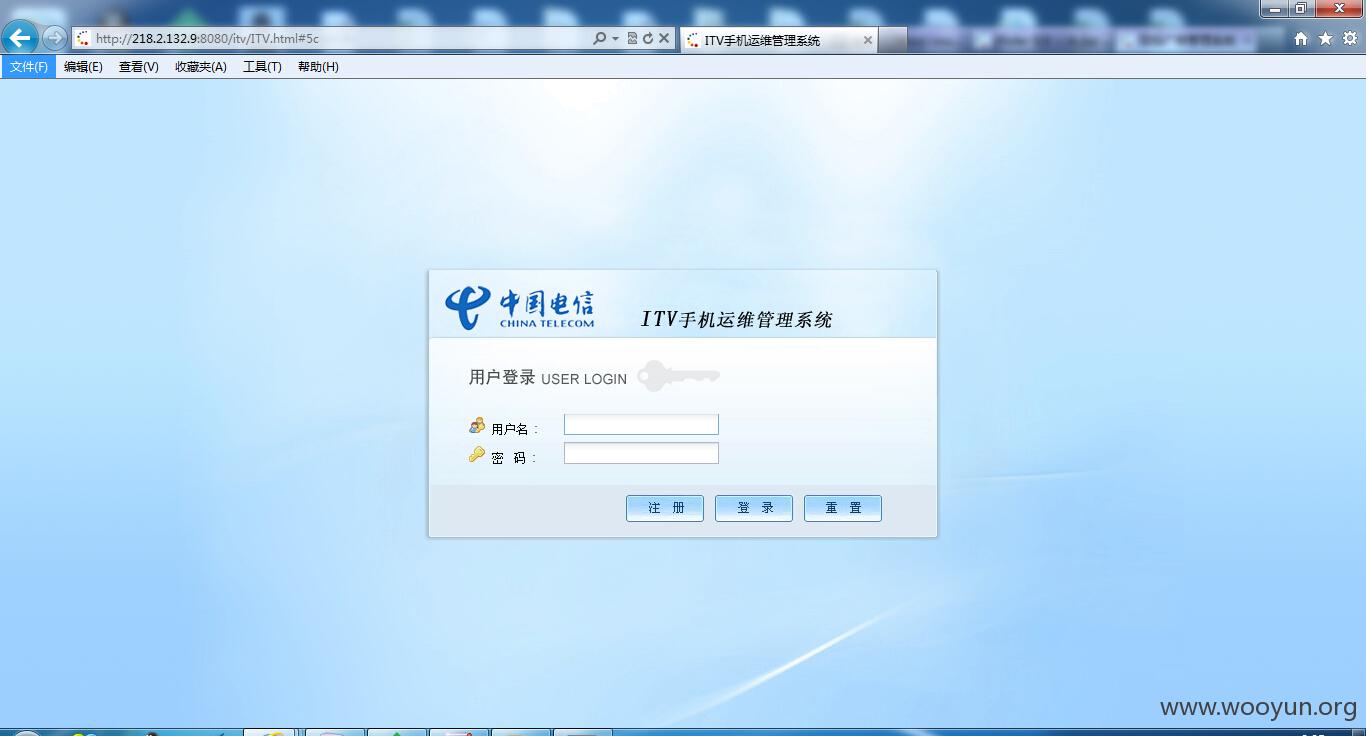 http://218.2.132.9:8080/itv/ITV.html#5c
ITV手机运维管理系统
文件(F) 编辑(E) 查看(V) 收藏夹(A) 工具(T) 帮助(H)
中国电信
CHINA TELECOM
ITV手机运维管理系统
用户登录 USER LOGIN
用户名：
密 码：
注 册 登 录 重 置
www.wooyun.org